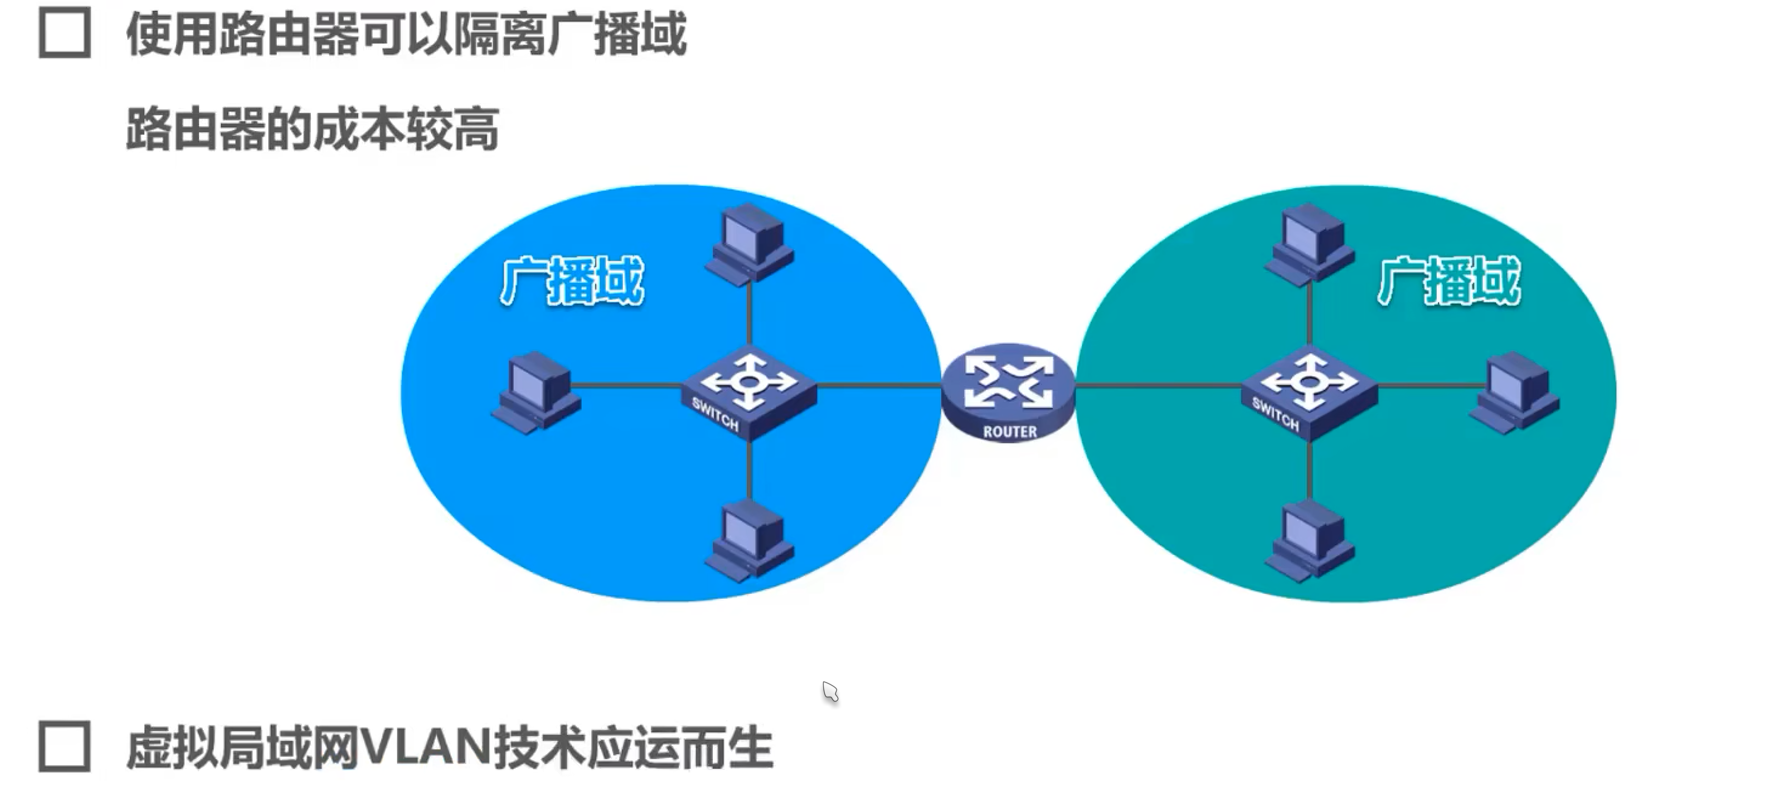 使用路由器可以隔离广播域
路由器的成本较高
广播域
广播域
SWITCH
ROUTER
SWITCH
虚拟局域网VLAN技术应运而生